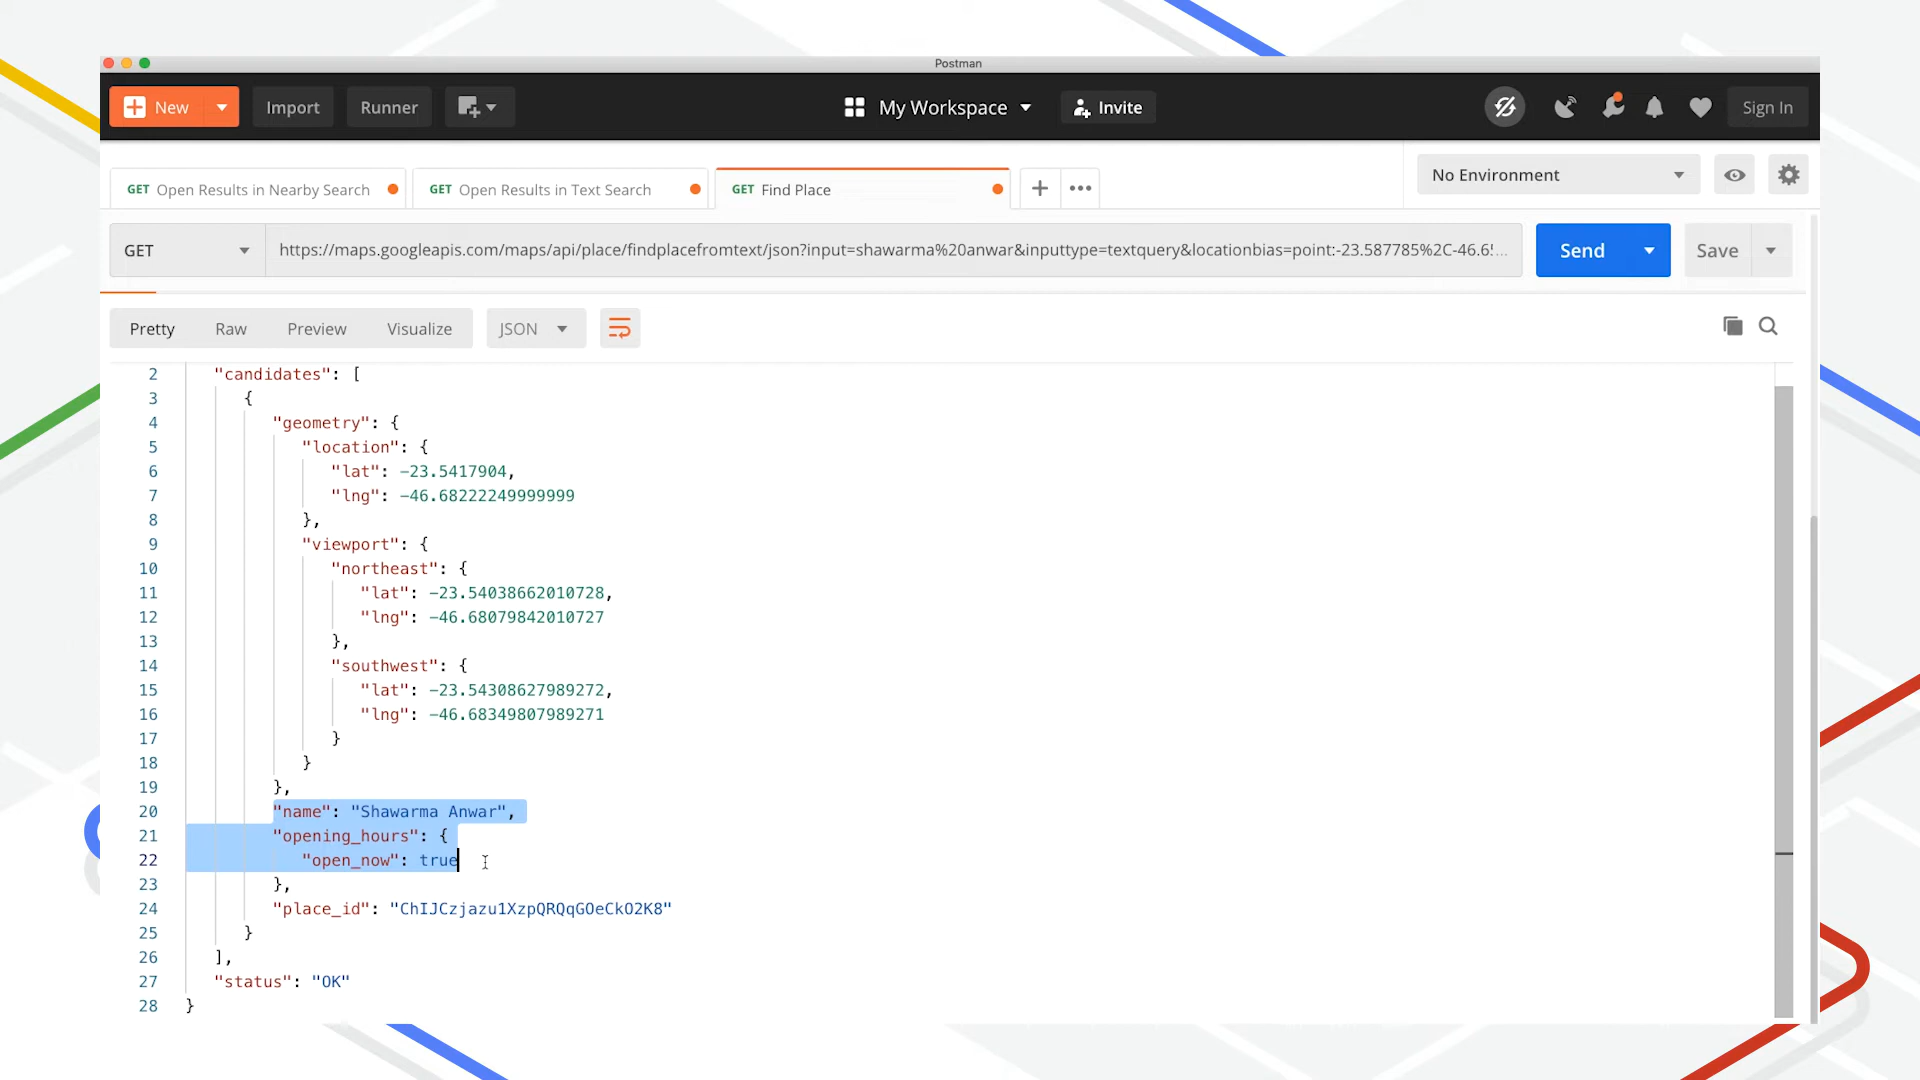 Postman
New Import Runner My Workspace Invite Sign In
GET Open Results in Nearby Search GET Open Results in Text Search GET Find Place ••• No Environment
GET https://maps.googleapis.com/maps/api/place/findplacefromtext/json?input=shawarma%20anwar&inputtype=textquery&locationbias=point:-23.587785%2C-46.6!... Send Save
Pretty Raw Preview Visualize JSON
2 "candidates": [
3 {
4 "geometry": {
5 "location": {
6 "lat": -23.5417904,
7 "lng": -46.68222249999999
8 },
9 "viewport": {
10 "northeast": {
11 "lat": -23.54038662010728,
12 "lng": -46.68079842010727
13 },
14 "southwest": {
15 "lat": -23.54308627989272,
16 "lng": -46.68349807989271
17 }
18 }
19 },
20 "name": "Shawarma Anwar",
21 "opening_hours": {
22 "open_now": true
23 },
24 "place_id": "ChIJCzjazu1XzpQRQqGOeCkO2K8"
25 }
26 ],
27 "status": "OK"
28 }